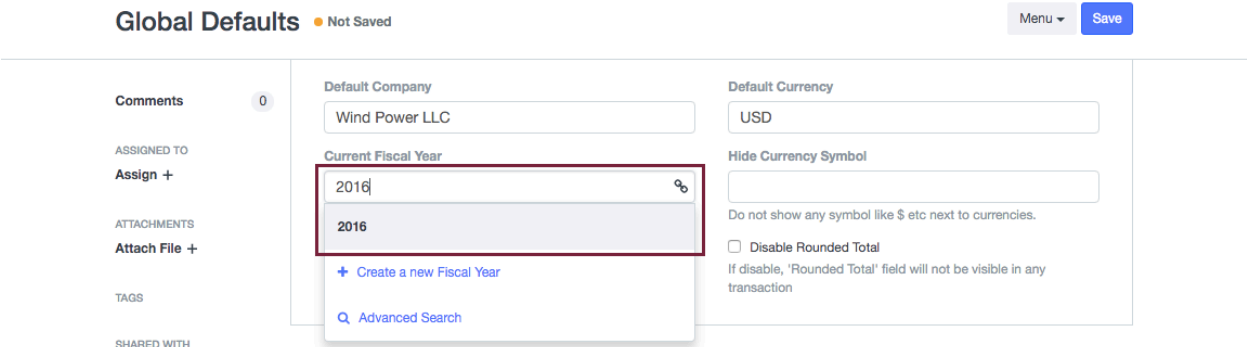 Global Defaults
Not Saved
Menu
Save
Comments
0
ASSIGNED TO
Assign +
ATTACHMENTS
Attach File +
TAGS
SHARED WITH
Default Company
Wind Power LLC
Current Fiscal Year
2016
2016
+ Create a new Fiscal Year
Advanced Search
Default Currency
USD
Hide Currency Symbol
Do not show any symbol like $ etc next to currencies.
Disable Rounded Total
If disable, 'Rounded Total' field will not be visible in any
transaction